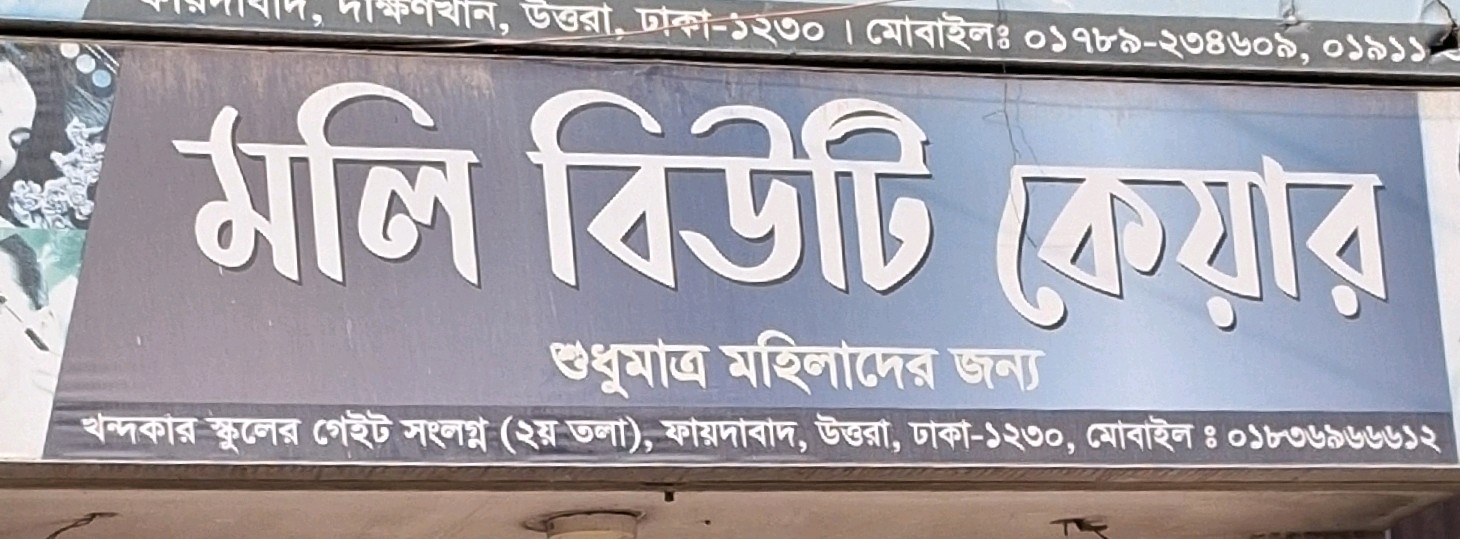 ফায়দাবাদ, দক্ষিণখান, উত্তরা, ঢাকা-১২৩০ । মোবাইলঃ ০১৭৮৯-২৩৪৬০৯, ০১৯১১
মলি বিউটি কেয়ার
শুধুমাত্র মহিলাদের জন্য
খন্দকার স্কুলের গেইট সংলগ্ন (২য় তলা), ফায়দাবাদ, উত্তরা, ঢাকা-১২৩০, মোবাইল ঃ ০১৮৩৬৯৬৬৬১২